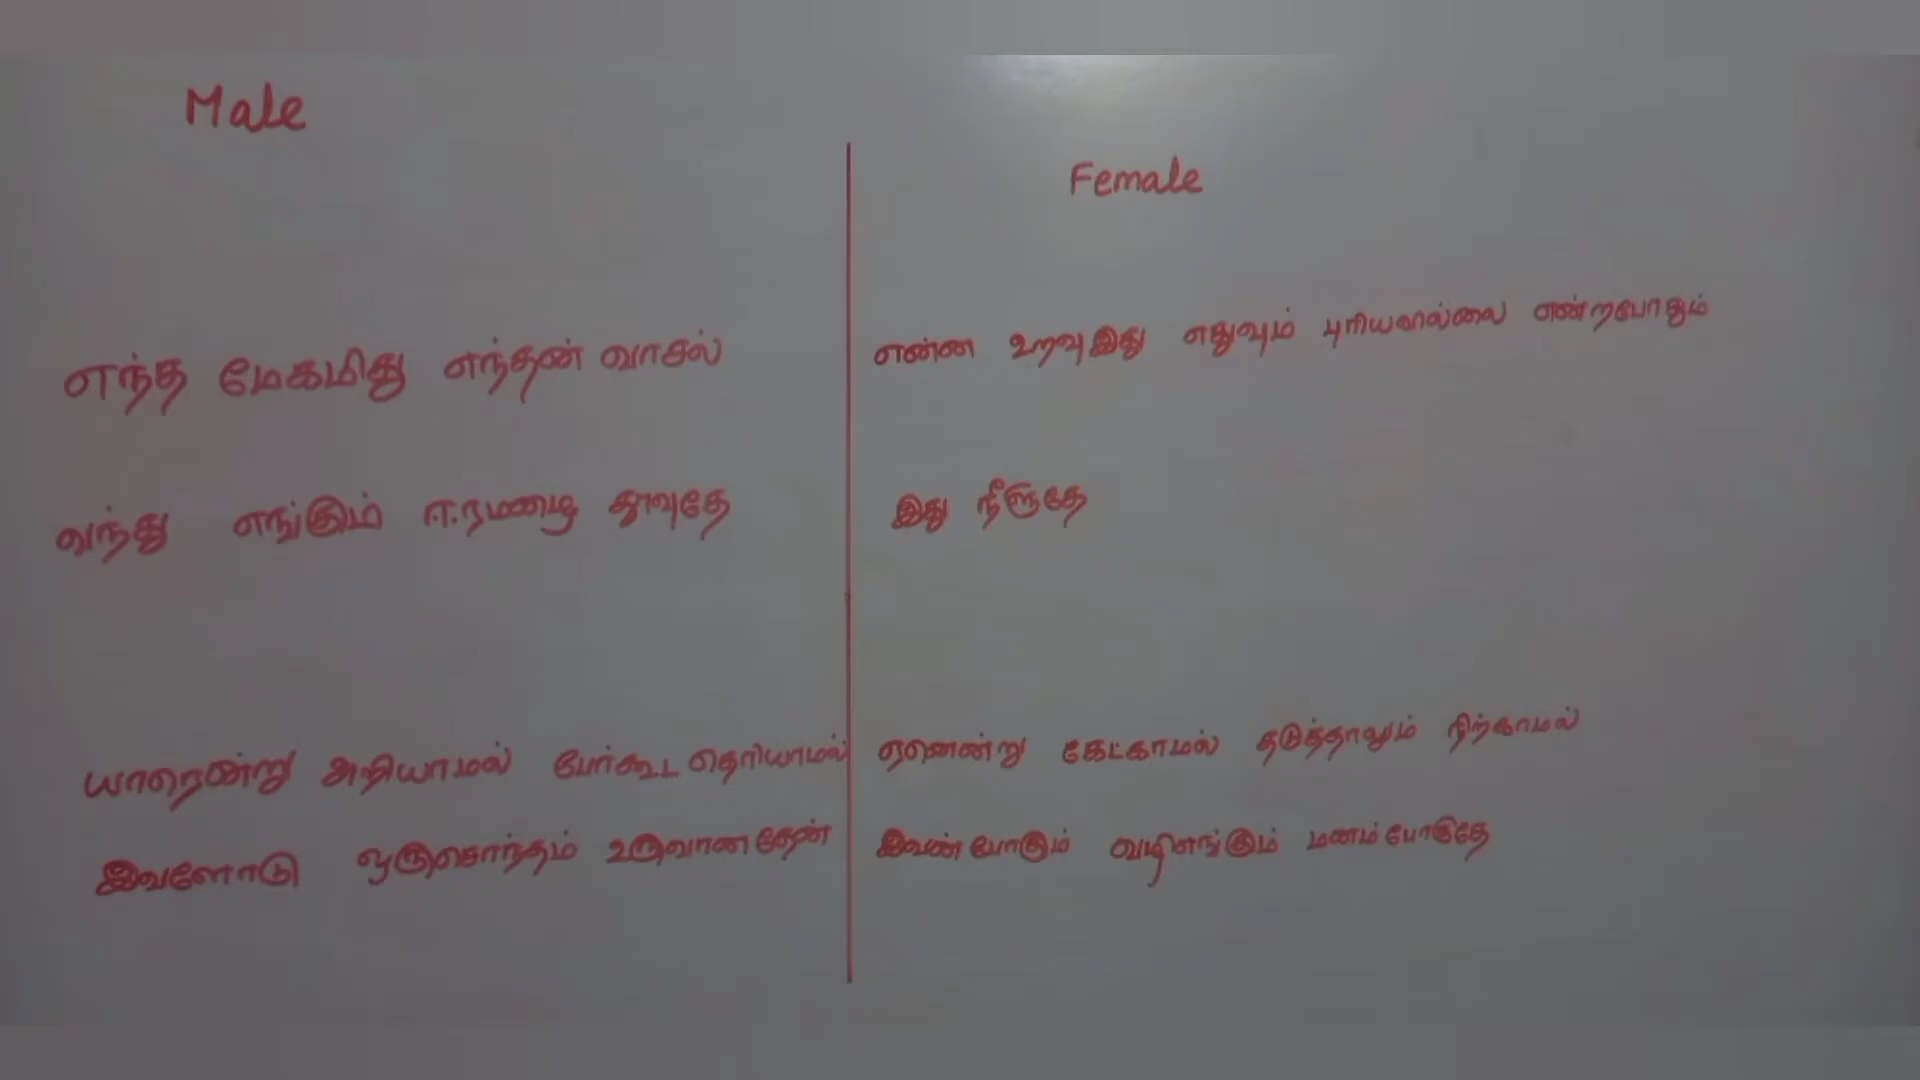 Male
எந்த மேகமிது எந்தன் வாசல்
வந்து எங்கும் ஈரமழை தூவுதே
யாரென்று அறியாமல் பேர்கூட தெரியாமல்
இவளோடு ஒருசொந்தம் உருவானதேன்
Female
என்ன உறவுஇது எதுவும் புரியவில்லை என்றபோதும்
இது நீளுதே
ஏனென்று கேட்காமல் தடுத்தாலும் நிற்காமல்
இவன்போகும் வழிஎங்கும் மனம்போகுதே